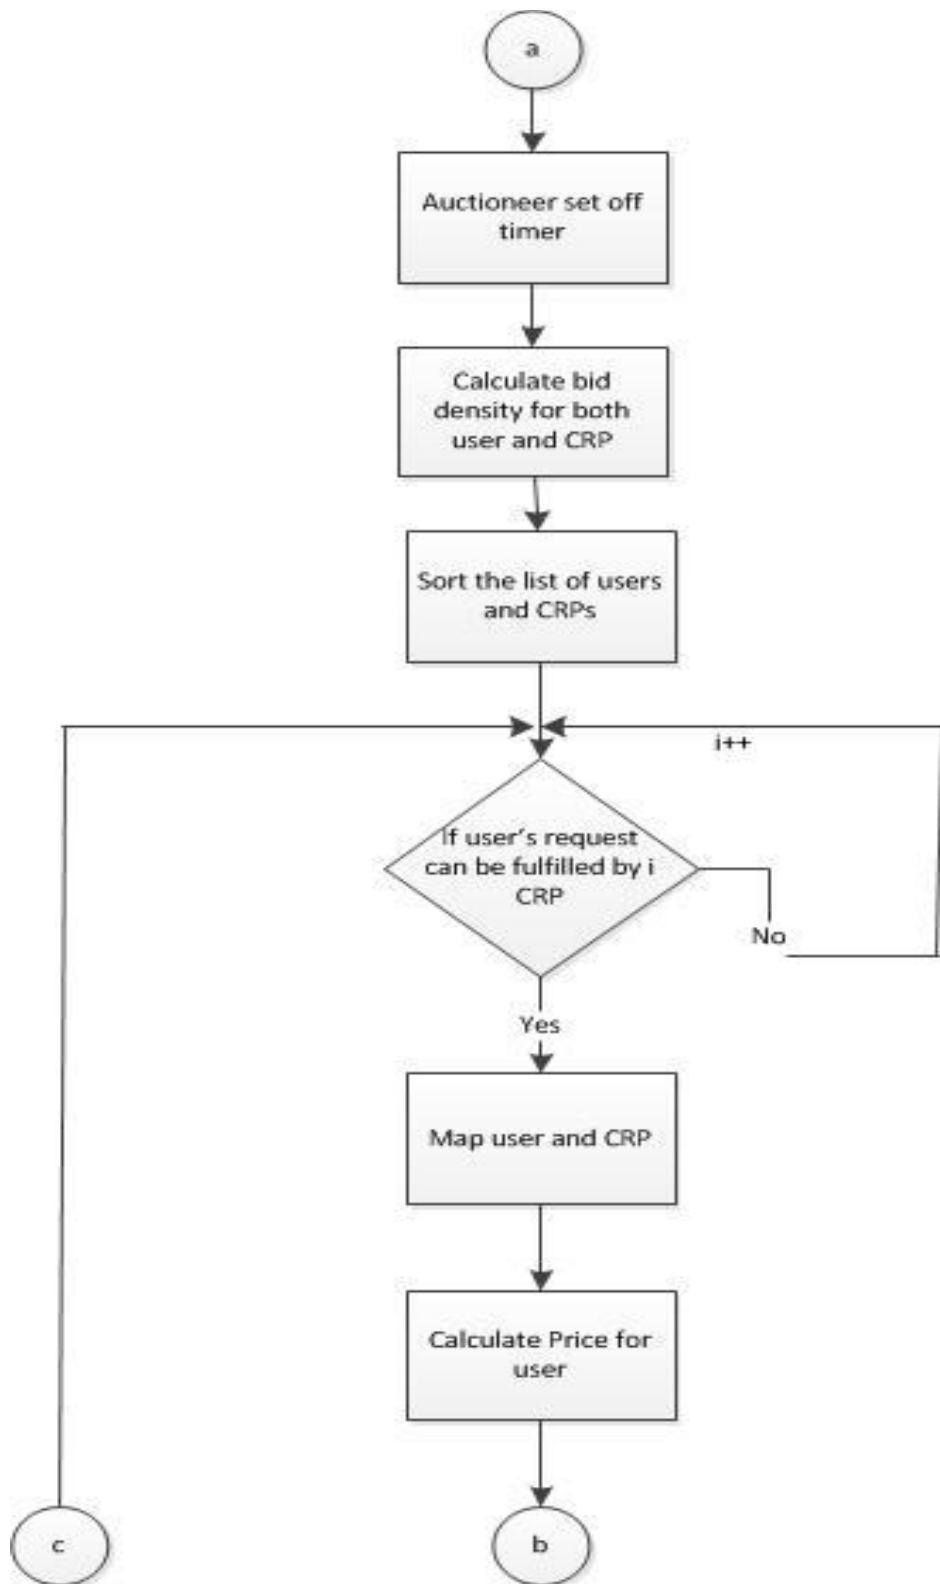 a
Auctioneer set off
timer
Calculate bid
density for both
user and CRP
Sort the list of users
and CRPs
i++
If user's request
can be fulfilled by i
CRP
No
Yes
Map user and CRP
Calculate Price for
user
c
b